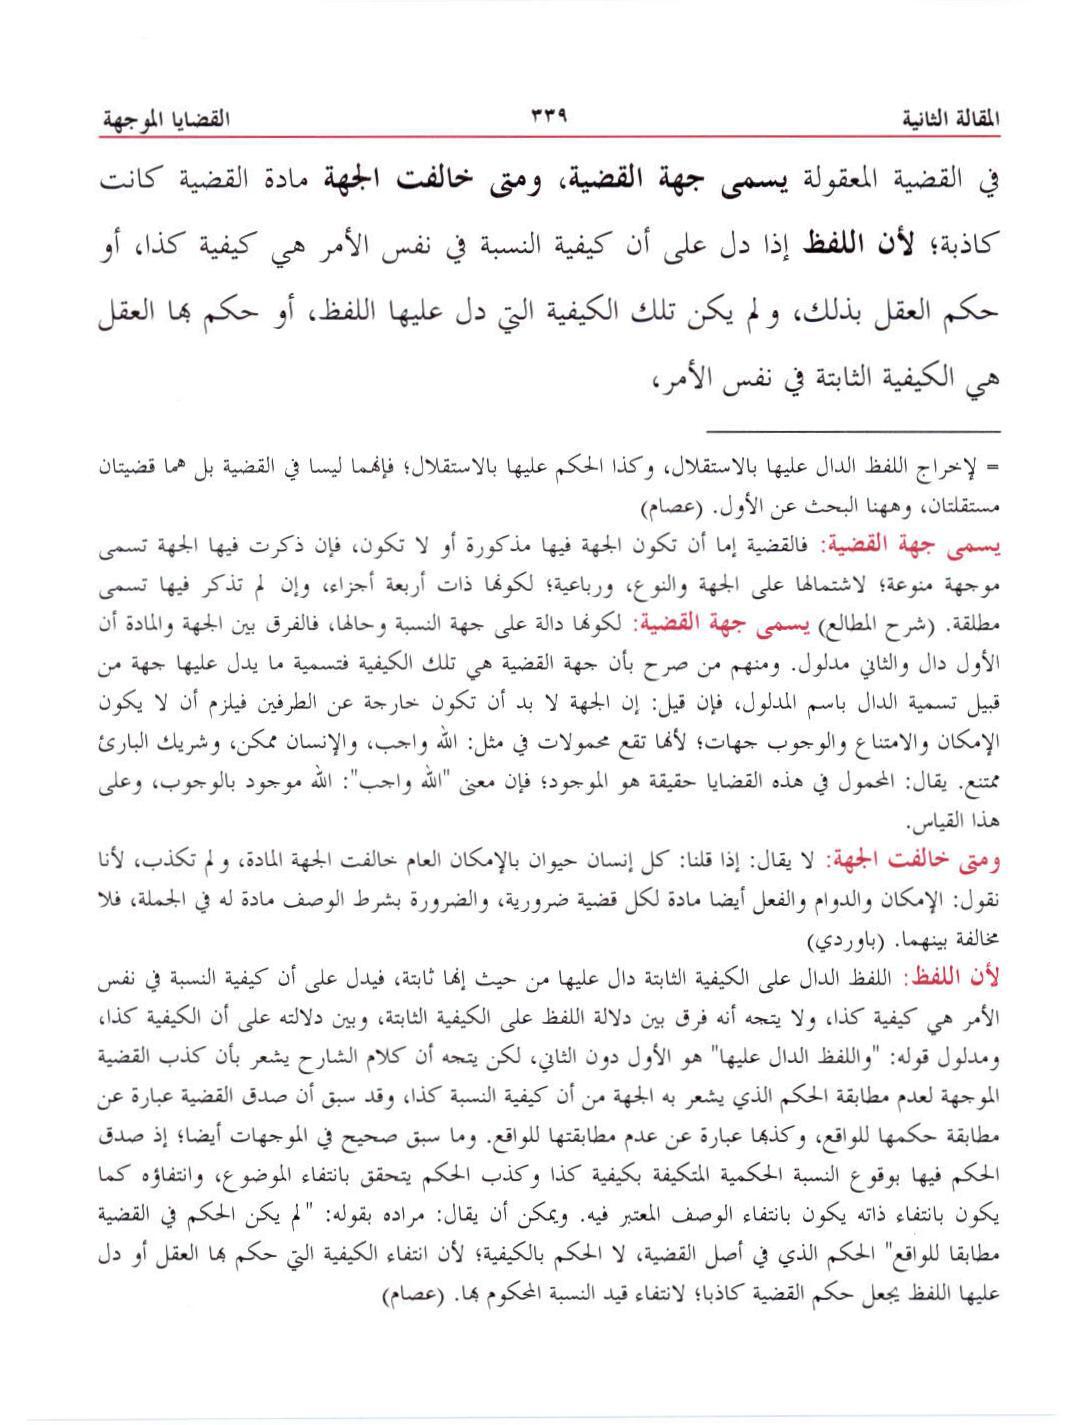 المقالة الثانية ٣٣٩ القضايا الموجهة
في القضية المعقولة يسمى جهة القضية، ومتى خالفت الجهة مادة القضية كانت
كاذبة؛ لأن اللفظ إذا دل على أن كيفية النسبة في نفس الأمر هي كيفية كذا، أو
حكم العقل بذلك، و لم يكن تلك الكيفية التي دل عليها اللفظ، أو حكم بها العقل
هي الكيفية الثابتة في نفس الأمر،
= لإخراج اللفظ الدال عليها بالاستقلال، وكذا الحكم عليها بالاستقلال؛ فإنهما ليسا في القضية بل هما قضيتان
مستقلتان، وههنا البحث عن الأول. (عصام)
يسمى جهة القضية: فالقضية إما أن تكون الجهة فيها مذكورة أو لا تكون، فإن ذكرت فيها الجهة تسمى
موجهة منوعة؛ لاشتمالها على الجهة والنوع، ورباعية؛ لكونها ذات أربعة أجزاء، وإن لم تذكر فيها تسمى
مطلقة. (شرح المطالع) يسمى جهة القضية: لكونها دالة على جهة النسبة وحالها، فالفرق بين الجهة والمادة أن
الأول دال والثاني مدلول. ومنهم من صرح بأن جهة القضية هي تلك الكيفية فتسمية ما يدل عليها جهة من
قبيل تسمية الدال باسم المدلول، فإن قيل: إن الجهة لا بد أن تكون خارجة عن الطرفين فيلزم أن لا يكون
الإمكان والامتناع والوجوب جهات؛ لأنها تقع محمولات في مثل: الله واجب، والإنسان ممكن، وشريك البارئ
ممتنع. يقال: المحمول في هذه القضايا حقيقة هو الموجود؛ فإن معنى "الله واجب": الله موجود بالوجوب، وعلى
هذا القياس.
ومتى خالفت الجهة: لا يقال: إذا قلنا: كل إنسان حيوان بالإمكان العام خالفت الجهة المادة، و لم تكذب، لأنا
نقول: الإمكان والدوام والفعل أيضا مادة لكل قضية ضرورية، والضرورة بشرط الوصف مادة له في الجملة، فلا
مخالفة بينهما. (باوردي)
لأن اللفظ: اللفظ الدال على الكيفية الثابتة دال عليها من حيث إنها ثابتة، فيدل على أن كيفية النسبة في نفس
الأمر هي كيفية كذا، ولا يتجه أنه فرق بين دلالة اللفظ على الكيفية الثابتة، وبين دلالته على أن الكيفية كذا،
ومدلول قوله: "واللفظ الدال عليها" هو الأول دون الثاني، لكن يتجه أن كلام الشارح يشعر بأن كذب القضية
الموجهة لعدم مطابقة الحكم الذي يشعر به الجهة من أن كيفية النسبة كذا، وقد سبق أن صدق القضية عبارة عن
مطابقة حكمها للواقع، وكذبها عبارة عن عدم مطابقتها للواقع. وما سبق صحيح في الموجهات أيضا؛ إذ صدق
الحكم فيها بوقوع النسبة الحكمية المتكيفة بكيفية كذا وكذب الحكم يتحقق بانتفاء الموضوع، وانتفاؤه كما
يكون بانتفاء ذاته يكون بانتفاء الوصف المعتبر فيه. ويمكن أن يقال: مراده بقوله: "لم يكن الحكم في القضية
مطابقا للواقع" الحكم الذي في أصل القضية، لا الحكم بالكيفية؛ لأن انتفاء الكيفية التي حكم بها العقل أو دل
عليها اللفظ يجعل حكم القضية كاذبا؛ لانتفاء قيد النسبة المحكوم بها. (عصام)